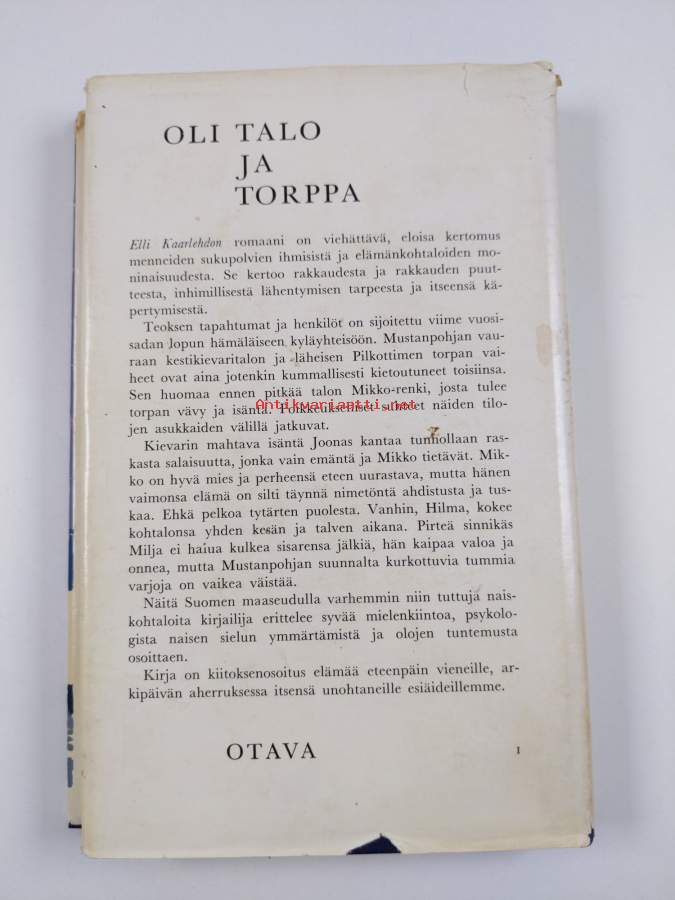 OLI TALO
JA
TORPPA
Elli Kaarlehdon romaani on viehättävä, eloisa kertomus
menneiden sukupolvien ihmisistä ja elämänkohtaloiden mo-
ninaisuudesta. Se kertoo rakkaudesta ja rakkauden puut-
teesta, inhimillisestä lähentymisen tarpeesta ja itseensä kä-
pertymisestä.
Teoksen tapahtumat ja henkilöt on sijoitettu viime vuosi-
sadan lopun hämäläiseen kyläyhteisöön. Mustanpohjan vau-
raan kestikievaritalon ja läheisen Pilkottimen torpan vai-
heet ovat aina jotenkin kummallisesti kietoutuneet toisiinsa.
Sen huomaa ennen pitkää talon Mikko-renki, josta tulee
torpan vävy ja isäntä. Poikkeukselliset suhteet näiden tilo-
jen asukkaiden välillä jatkuvat.
Antikvariantti.net
Kievarin mahtava isäntä Joonas kantaa tunnollaan ras-
kasta salaisuutta, jonka vain emäntä ja Mikko tietävät. Mik-
ko on hyvä mies ja perheensä eteen uurastava, mutta hänen
vaimonsa elämä on silti täynnä nimetöntä ahdistusta ja tus-
kaa. Ehkä pelkoa tytärten puolesta. Vanhin, Hilma, kokee
kohtalonsa yhden kesän ja talven aikana. Pirteä sinnikäs
Milja ei halua kulkea sisarensa jälkiä, hän kaipaa valoa ja
onnea, mutta Mustanpohjan suunnalta kurkottuvia tummia
varjoja on vaikea väistää.
Näitä Suomen maaseudulla varhemmin niin tuttuja nais-
kohtaloita kirjailija erittelee syvää mielenkiintoa, psykolo-
gista naisen sielun ymmärtämistä ja olojen tuntemusta
osoittaen.
Kirja on kiitoksenosoitus elämää eteenpäin vieneille, ar-
kipäivän aherruksessa itsensä unohtaneille esiäideillemme.
OTAVA
1